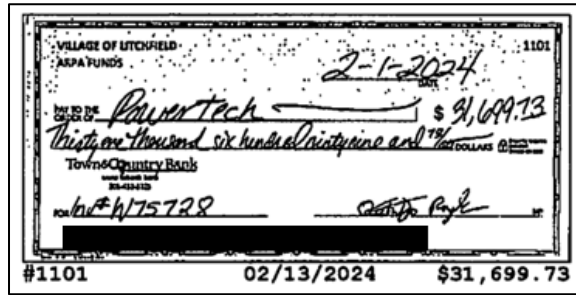 VILLAGE OF LITCHFIELD 1101
ARPA FUNDS
2-1-2024
DATE
PAY TO THE
ORDER OF Powertech $ 31,699.73
Thirty one thousand six hundred ninty nine and 73/100 DOLLARS
Town&Country Bank
FOR Inv# W75728 MP
#1101 02/13/2024 $31,699.73